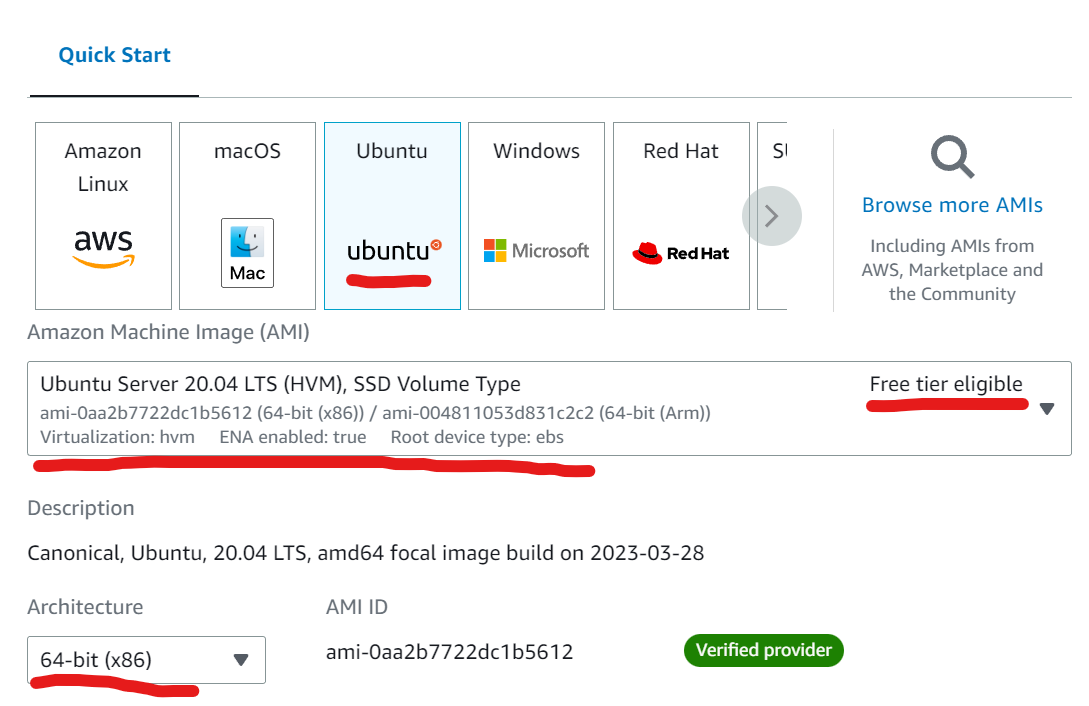 Quick Start
Amazon
Linux
aws
macOS
Mac
Ubuntu
ubuntu
Windows
Microsoft
Red Hat
Red Hat
Browse more AMIs
Including AMIs from
AWS, Marketplace and
the Community
Amazon Machine Image (AMI)
Ubuntu Server 20.04 LTS (HVM), SSD Volume Type
Free tier eligible
ami-0aa2b7722dc1b5612 (64-bit (x86)) / ami-004811053d831c2c2 (64-bit (Arm))
Virtualization: hvm ENA enabled: true Root device type: ebs
Description
Canonical, Ubuntu, 20.04 LTS, amd64 focal image build on 2023-03-28
Architecture
AMI ID
64-bit (x86)
ami-0aa2b7722dc1b5612
Verified provider